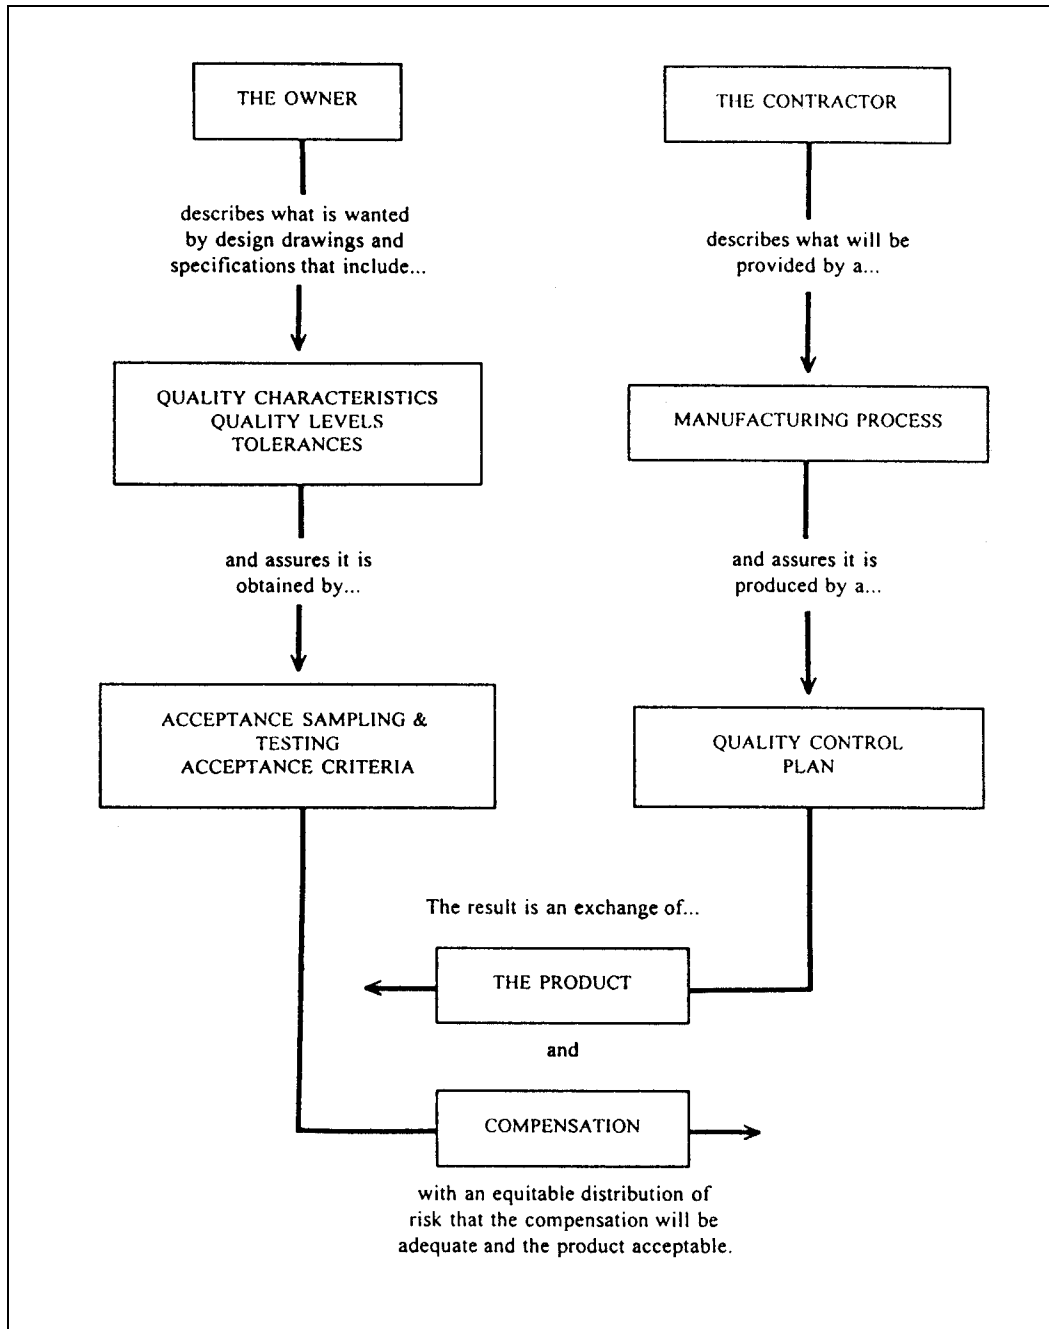 THE OWNER
describes what is wanted
by design drawings and
specifications that include...
QUALITY CHARACTERISTICS
QUALITY LEVELS
TOLERANCES
and assures it is
obtained by...
ACCEPTANCE SAMPLING &
TESTING
ACCEPTANCE CRITERIA
THE CONTRACTOR
describes what will be
provided by a...
MANUFACTURING PROCESS
and assures it is
produced by a...
QUALITY CONTROL
PLAN
The result is an exchange of...
THE PRODUCT
and
COMPENSATION
with an equitable distribution of
risk that the compensation will be
adequate and the product acceptable.